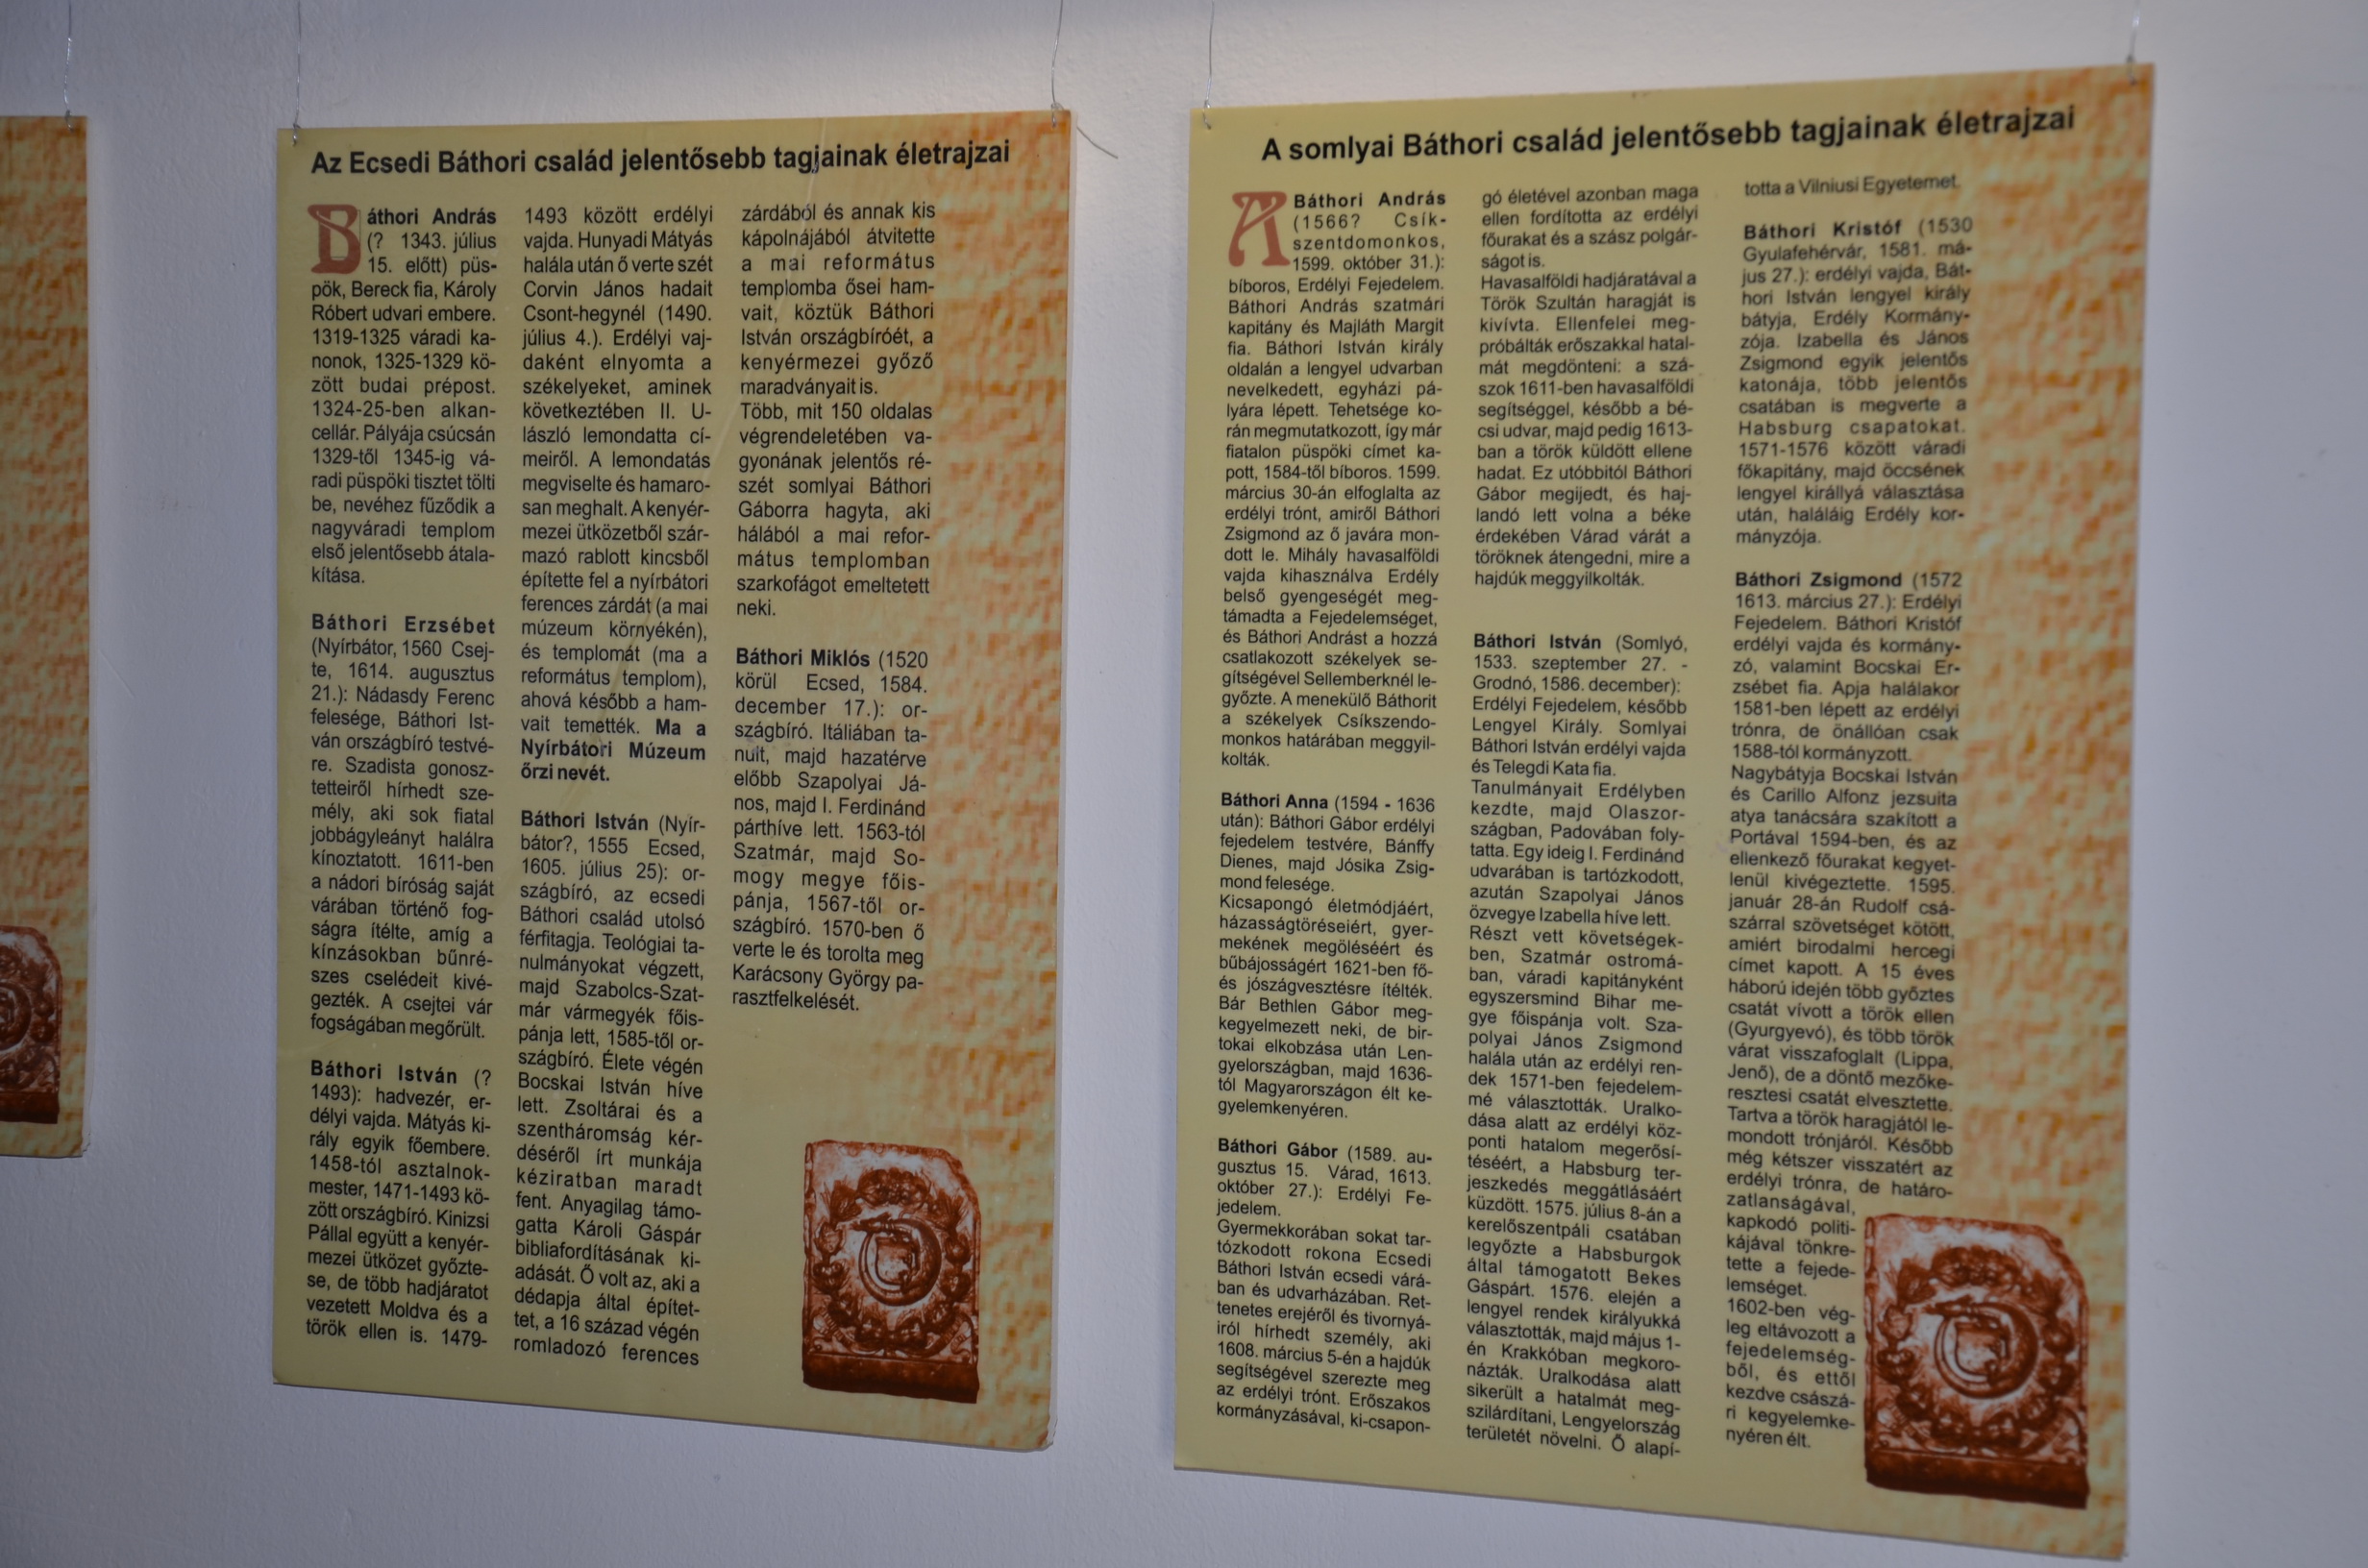 Az Ecsedi Báthori család jelentősebb tagjainak életrajzai
Báthori András
(? 1343. július
15. előtt) püs-
pök, Bereck fia, Károly
Róbert udvari embere.
1319-1325 váradi ka-
nonok, 1325-1329 kö-
zött budai prépost.
1324-25-ben alkan-
cellár. Pályája csúcsán
1329-től 1345-ig vá-
radi püspöki tisztet tölti
be, nevéhez fűződik a
nagyváradi templom
első jelentősebb átala-
kítása.
Báthori Erzsébet
(Nyírbátor, 1560 Csej-
te, 1614. augusztus
21.): Nádasdy Ferenc
felesége, Báthori Ist-
ván országbíró testvé-
re. Szadista gonosz-
tetteiről hírhedt sze-
mély, aki sok fiatal
jobbágyleányt halálra
kínoztatott. 1611-ben
a nádori bíróság saját
várában történő fog-
ságra ítélte, amíg a
kínzásokban bűnré-
szes cselédeit kivé-
gezték. A csejtei vár
fogságában megőrült.
Báthori István (?
1493): hadvezér, er-
délyi vajda. Mátyás ki-
rály egyik főembere.
1458-tól asztalnok-
mester, 1471-1493 kö-
zött országbíró. Kinizsi
Pállal együtt a kenyér-
mezei ütközet győzte-
se, de több hadjáratot
vezetett Moldva és a
török ellen is. 1479-
1493 között erdélyi
vajda. Hunyadi Mátyás
halála után ő verte szét
Corvin János hadait
Csont-hegynél (1490.
július 4.). Erdélyi vaj-
daként elnyomta a
székelyeket, aminek
következtében II. U-
lászló lemondatta cí-
meiről. A lemondatás
megviselte és hamaro-
san meghalt. A kenyér-
mezei ütközetből szár-
mazó rablott kincsből
építette fel a nyírbátori
ferences zárdát (a mai
múzeum környékén),
és templomát (ma a
református templom),
ahová később a ham-
vait temették. Ma a
Nyírbátori Múzeum
őrzi nevét.
Báthori István (Nyír-
bátor?, 1555 Ecsed,
1605. július 25): or-
szágbíró, az ecsedi
Báthori család utolsó
férfitagja. Teológiai ta-
nulmányokat végzett,
majd Szabolcs-Szat-
már vármegyék főis-
pánja lett, 1585-től or-
szágbíró. Élete végén
Bocskai István híve
lett. Zsoltárai és a
szentháromság kér-
déséről írt munkája
kéziratban maradt
fent. Anyagilag támo-
gatta Károli Gáspár
bibliafordításának ki-
adását. Ő volt az, aki a
dédapja által épített-
tet, a 16 század végén
romladozó ferences
zárdából és annak kis
kápolnájából átvitette
a mai református
templomba ősei ham-
vait, köztük Báthori
István országbíróét, a
kenyérmezei győző
maradványait is.
Több, mit 150 oldalas
végrendeletében va-
gyonának jelentős ré-
szét somlyai Báthori
Gáborra hagyta, aki
hálából a mai refor-
mátus templomban
szarkofágot emeltetett
neki.
Báthori Miklós (1520
körül Ecsed, 1584.
december 17.): or-
szágbíró. Itáliában ta-
nult, majd hazatérve
előbb Szapolyai Já-
nos, majd I. Ferdinánd
párthíve lett. 1563-tól
Szatmár, majd So-
mogy megye főis-
pánja, 1567-től or-
szágbíró. 1570-ben ő
verte le és torolta meg
Karácsony György pa-
rasztfelkelését.
A somlyai Báthori család jelentősebb tagjainak életrajzai
A Báthori András
(1566? Csík-
szentdomonkos,
1599. október 31.):
bíboros, Erdélyi Fejedelem.
Báthori András szatmári
kapitány és Majláth Margit
fia. Báthori István király
oldalán a lengyel udvarban
nevelkedett, egyházi pá-
lyára lépett. Tehetsége ko-
rán megmutatkozott, így már
fiatalon püspöki címet ka-
pott, 1584-től bíboros. 1599.
március 30-án elfoglalta az
erdélyi trónt, amiről Báthori
Zsigmond az ő javára mon-
dott le. Mihály havasalföldi
vajda kihasználva Erdély
belső gyengeségét meg-
támadta a Fejedelemséget,
és Báthori Andrást a hozzá
csatlakozott székelyek se-
gítségével Sellemberknél le-
győzte. A menekülő Báthorit
a székelyek Csíkszendo-
monkos határában meggyil-
kolták.
Báthori Anna (1594 - 1636
után): Báthori Gábor erdélyi
fejedelem testvére, Bánffy
Dienes, majd Jósika Zsig-
mond felesége.
Kicsapongó életmódjáért,
házasságtöréseiért, gyer-
mekének megöléséért és
bűbájosságért 1621-ben fő-
és jószágvesztésre ítélték.
Bár Bethlen Gábor meg-
kegyelmezett neki, de bir-
tokai elkobzása után Len-
gyelországban, majd 1636-
tól Magyarországon élt ke-
gyelemkenyéren.
Báthori Gábor (1589. au-
gusztus 15. Várad, 1613.
október 27.): Erdélyi Fe-
jedelem.
Gyermekkorában sokat tar-
tózkodott rokona Ecsedi
Báthori István ecsedi várá-
ban és udvarházában. Ret-
tenetes erejéről és tivornyá-
iról hírhedt személy, aki
1608. március 5-én a hajdúk
segítségével szerezte meg
az erdélyi trónt. Erőszakos
kormányzásával, ki-csapon-
gó életével azonban maga
ellen fordította az erdélyi
főurakat és a szász polgár-
ságot is.
Havasalföldi hadjáratával a
Török Szultán haragját is
kivívta. Ellenfelei meg-
próbálták erőszakkal hatal-
mát megdönteni: a szá-
szok 1611-ben havasalföldi
segítséggel, később a bé-
csi udvar, majd pedig 1613-
ban a török küldött ellene
hadat. Ez utóbbitól Báthori
Gábor megijedt, és haj-
landó lett volna a béke
érdekében Várad várát a
töröknek átengedni, mire a
hajdúk meggyilkolták.
Báthori István (Somlyó,
1533. szeptember 27. -
Grodnó, 1586. december):
Erdélyi Fejedelem, később
Lengyel Király. Somlyai
Báthori István erdélyi vajda
és Telegdi Kata fia.
Tanulmányait Erdélyben
kezdte, majd Olaszor-
szágban, Padovában foly-
tatta. Egy ideig I. Ferdinánd
udvarában is tartózkodott,
azután Szapolyai János
özvegye Izabella híve lett.
Részt vett követségek-
ben, Szatmár ostromá-
ban, váradi kapitányként
egyszersmind Bihar me-
gye főispánja volt. Sza-
polyai János Zsigmond
halála után az erdélyi ren-
dek 1571-ben fejedelem-
mé választották. Uralko-
dása alatt az erdélyi köz-
ponti hatalom megerősí-
téséért, a Habsburg ter-
jeszkedés meggátlásáért
küzdött. 1575. július 8-án a
kerelőszentpáli csatában
legyőzte a Habsburgok
által támogatott Bekes
Gáspárt. 1576. elején a
lengyel rendek királyukká
választották, majd május 1-
én Krakkóban megkoro-
názták. Uralkodása alatt
sikerült a hatalmát meg-
szilárdítani, Lengyelország
területét növelni. Ő alapí-
totta a Vilniusi Egyetemet.
Báthori Kristóf (1530
Gyulafehérvár, 1581. má-
jus 27.): erdélyi vajda, Bát-
hori István lengyel király
bátyja, Erdély Kormány-
zója. Izabella és János
Zsigmond egyik jelentős
katonája, több jelentős
csatában is megverte a
Habsburg csapatokat.
1571-1576 között váradi
főkapitány, majd öccsének
lengyel királlyá választása
után, haláláig Erdély kor-
mányzója.
Báthori Zsigmond (1572
1613. március 27.): Erdélyi
Fejedelem. Báthori Kristóf
erdélyi vajda és kormány-
zó, valamint Bocskai Er-
zsébet fia. Apja halálakor
1581-ben lépett az erdélyi
trónra, de önállóan csak
1588-tól kormányzott.
Nagybátyja Bocskai István
és Carillo Alfonz jezsuita
atya tanácsára szakított a
Portával 1594-ben, és az
ellenkező főurakat kegyet-
lenül kivégeztette. 1595.
január 28-án Rudolf csá-
szárral szövetséget kötött,
amiért birodalmi hercegi
címet kapott. A 15 éves
háború idején több győztes
csatát vívott a török ellen
(Gyurgyevó), és több török
várat visszafoglalt (Lippa,
Jenő), de a döntő mezőke-
resztesi csatát elvesztette.
Tartva a török haragjától le-
mondott trónjáról. Később
még kétszer visszatért az
erdélyi trónra, de határo-
zatlanságával,
kapkodó politi-
kájával tönkre-
tette a fejede-
lemséget.
1602-ben vég-
leg eltávozott a
fejedelemség-
ből, és ettől
kezdve császá-
ri kegyelemke-
nyéren élt.